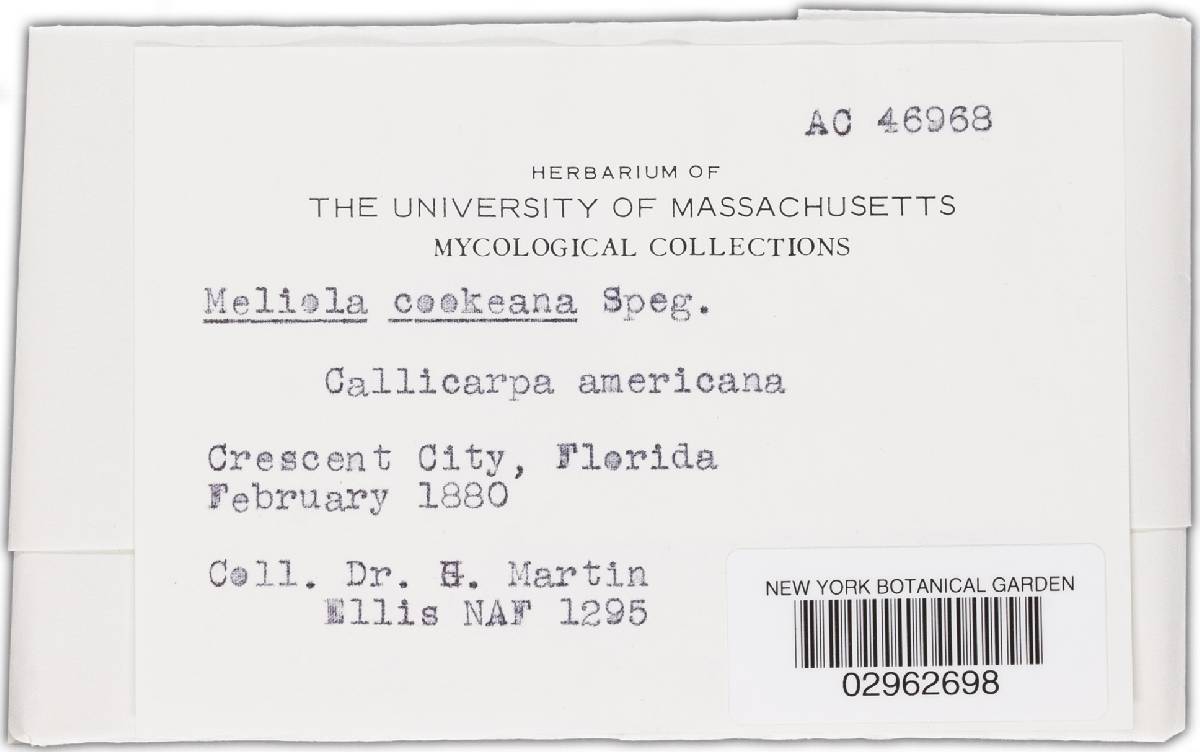 AC 46968
HERBARIUM OF
THE UNIVERSITY OF MASSACHUSETTS
MYCOLOGICAL COLLECTIONS
Meliola cookeana Speg.
Callicarpa americana
Crescent City, Florida
February 1880
Coll. Dr. G. Martin
Ellis NAF 1295
NEW YORK BOTANICAL GARDEN
02962698